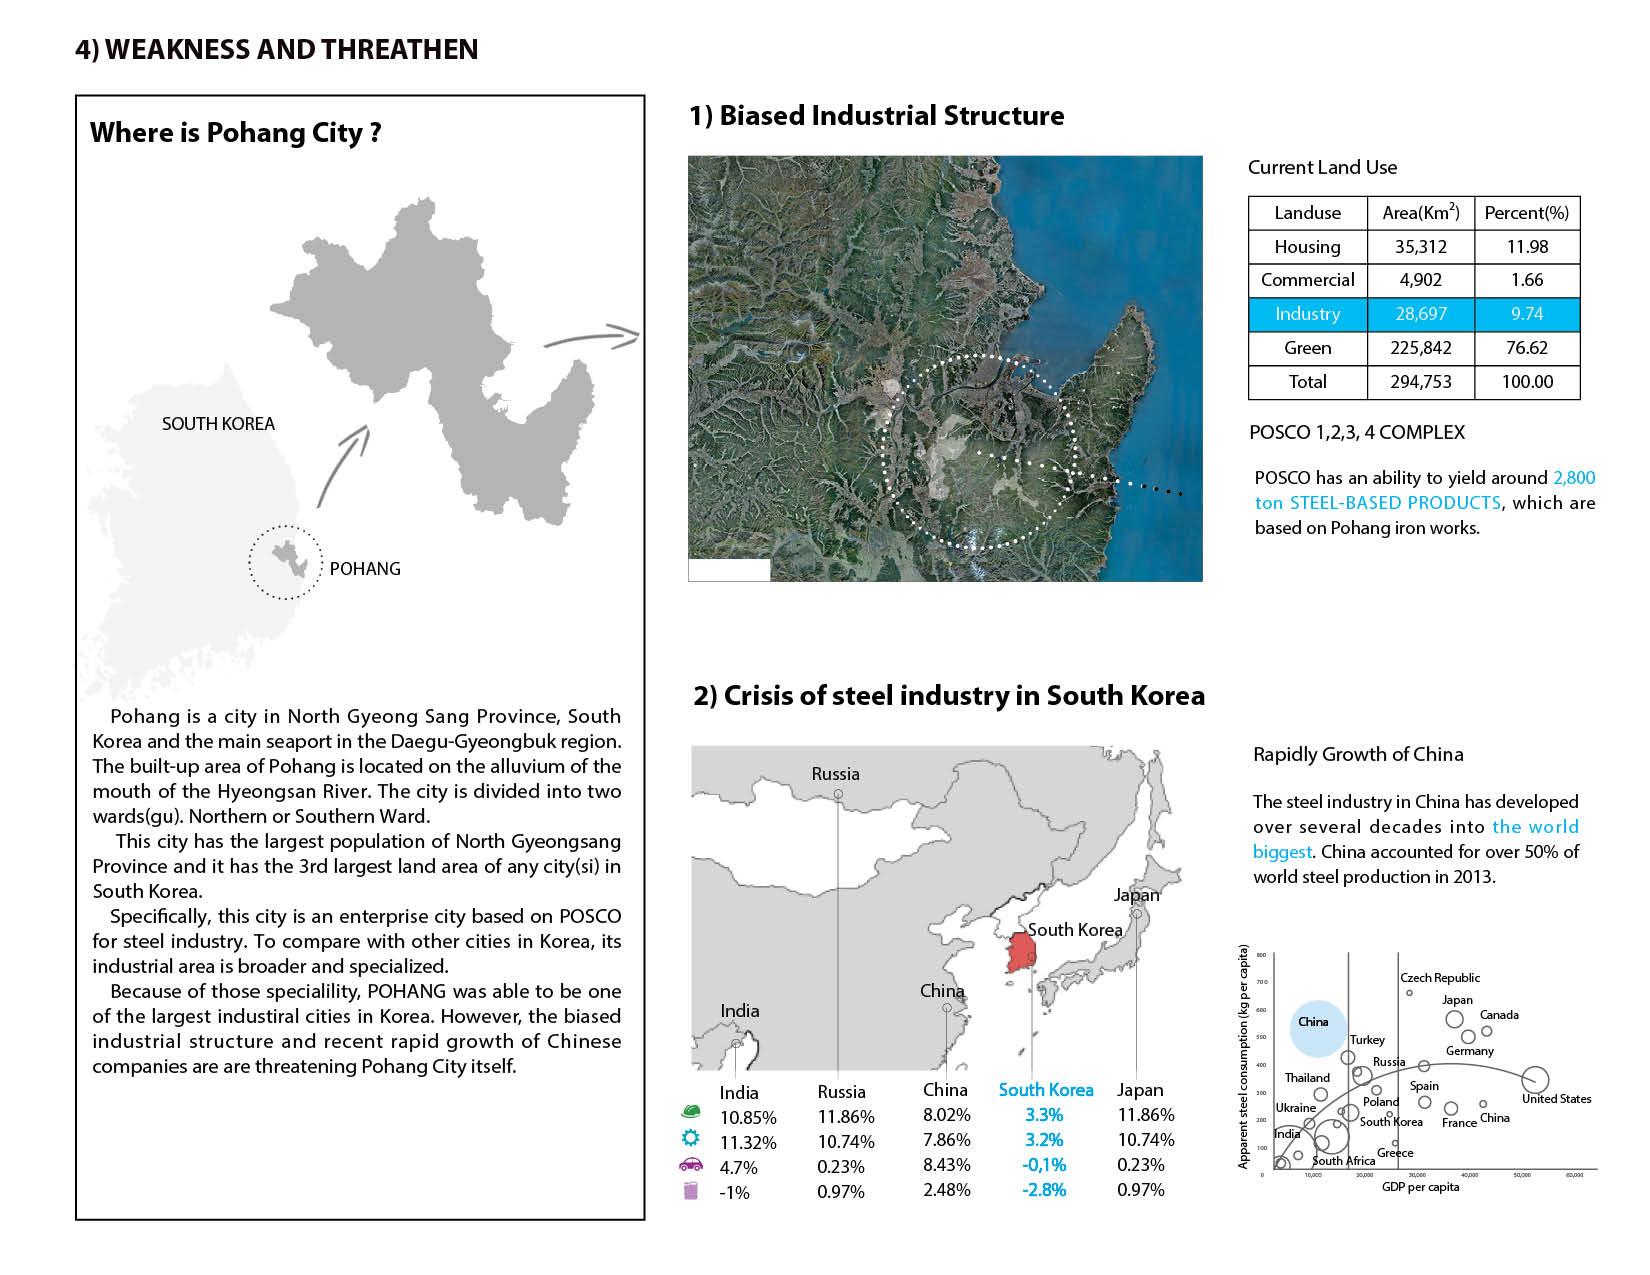 4) WEAKNESS AND THREATHEN
Where is Pohang City ?
SOUTH KOREA
POHANG
Pohang is a city in North Gyeong Sang Province, South
Korea and the main seaport in the Daegu-Gyeongbuk region.
The built-up area of Pohang is located on the alluvium of the
mouth of the Hyeongsan River. The city is divided into two
wards(gu). Northern or Southern Ward.
This city has the largest population of North Gyeongsang
Province and it has the 3rd largest land area of any city(si) in
South Korea.
Specifically, this city is an enterprise city based on POSCO
for steel industry. To compare with other cities in Korea, its
industrial area is broader and specialized.
Because of those speciallity, POHANG was able to be one
of the largest industiral cities in Korea. However, the biased
industrial structure and recent rapid growth of Chinese
companies are are threatening Pohang City itself.
1) Biased Industrial Structure
Current Land Use
Landuse Area(Km²) Percent(%)
Housing 35,312 11.98
Commercial 4,902 1.66
Industry 28,697 9.74
Green 225,842 76.62
Total 294,753 100.00
POSCO 1,2,3, 4 COMPLEX
POSCO has an ability to yield around 2,800
ton STEEL-BASED PRODUCTS, which are
based on Pohang iron works.
2) Crisis of steel industry in South Korea
Russia
Japan
South Korea
China
India
India Russia China South Korea Japan
10.85% 11.86% 8.02% 3.3% 11.86%
11.32% 10.74% 7.86% 3.2% 10.74%
4.7% 0.23% 8.43% -0,1% 0.23%
-1% 0.97% 2.48% -2.8% 0.97%
Rapidly Growth of China
The steel industry in China has developed
over several decades into the world
biggest. China accounted for over 50% of
world steel production in 2013.
Apparent steel consumption (kg per capita)
800
700
600
500
400
300
200
100
0 10,000 20,000 30,000 40,000 50,000 60,000
GDP per capita
Czech Republic
Japan
Canada
China
Turkey
Germany
Russia
Thailand
Spain
United States
Ukraine
Poland
South Korea
France
China
India
Greece
South Africa